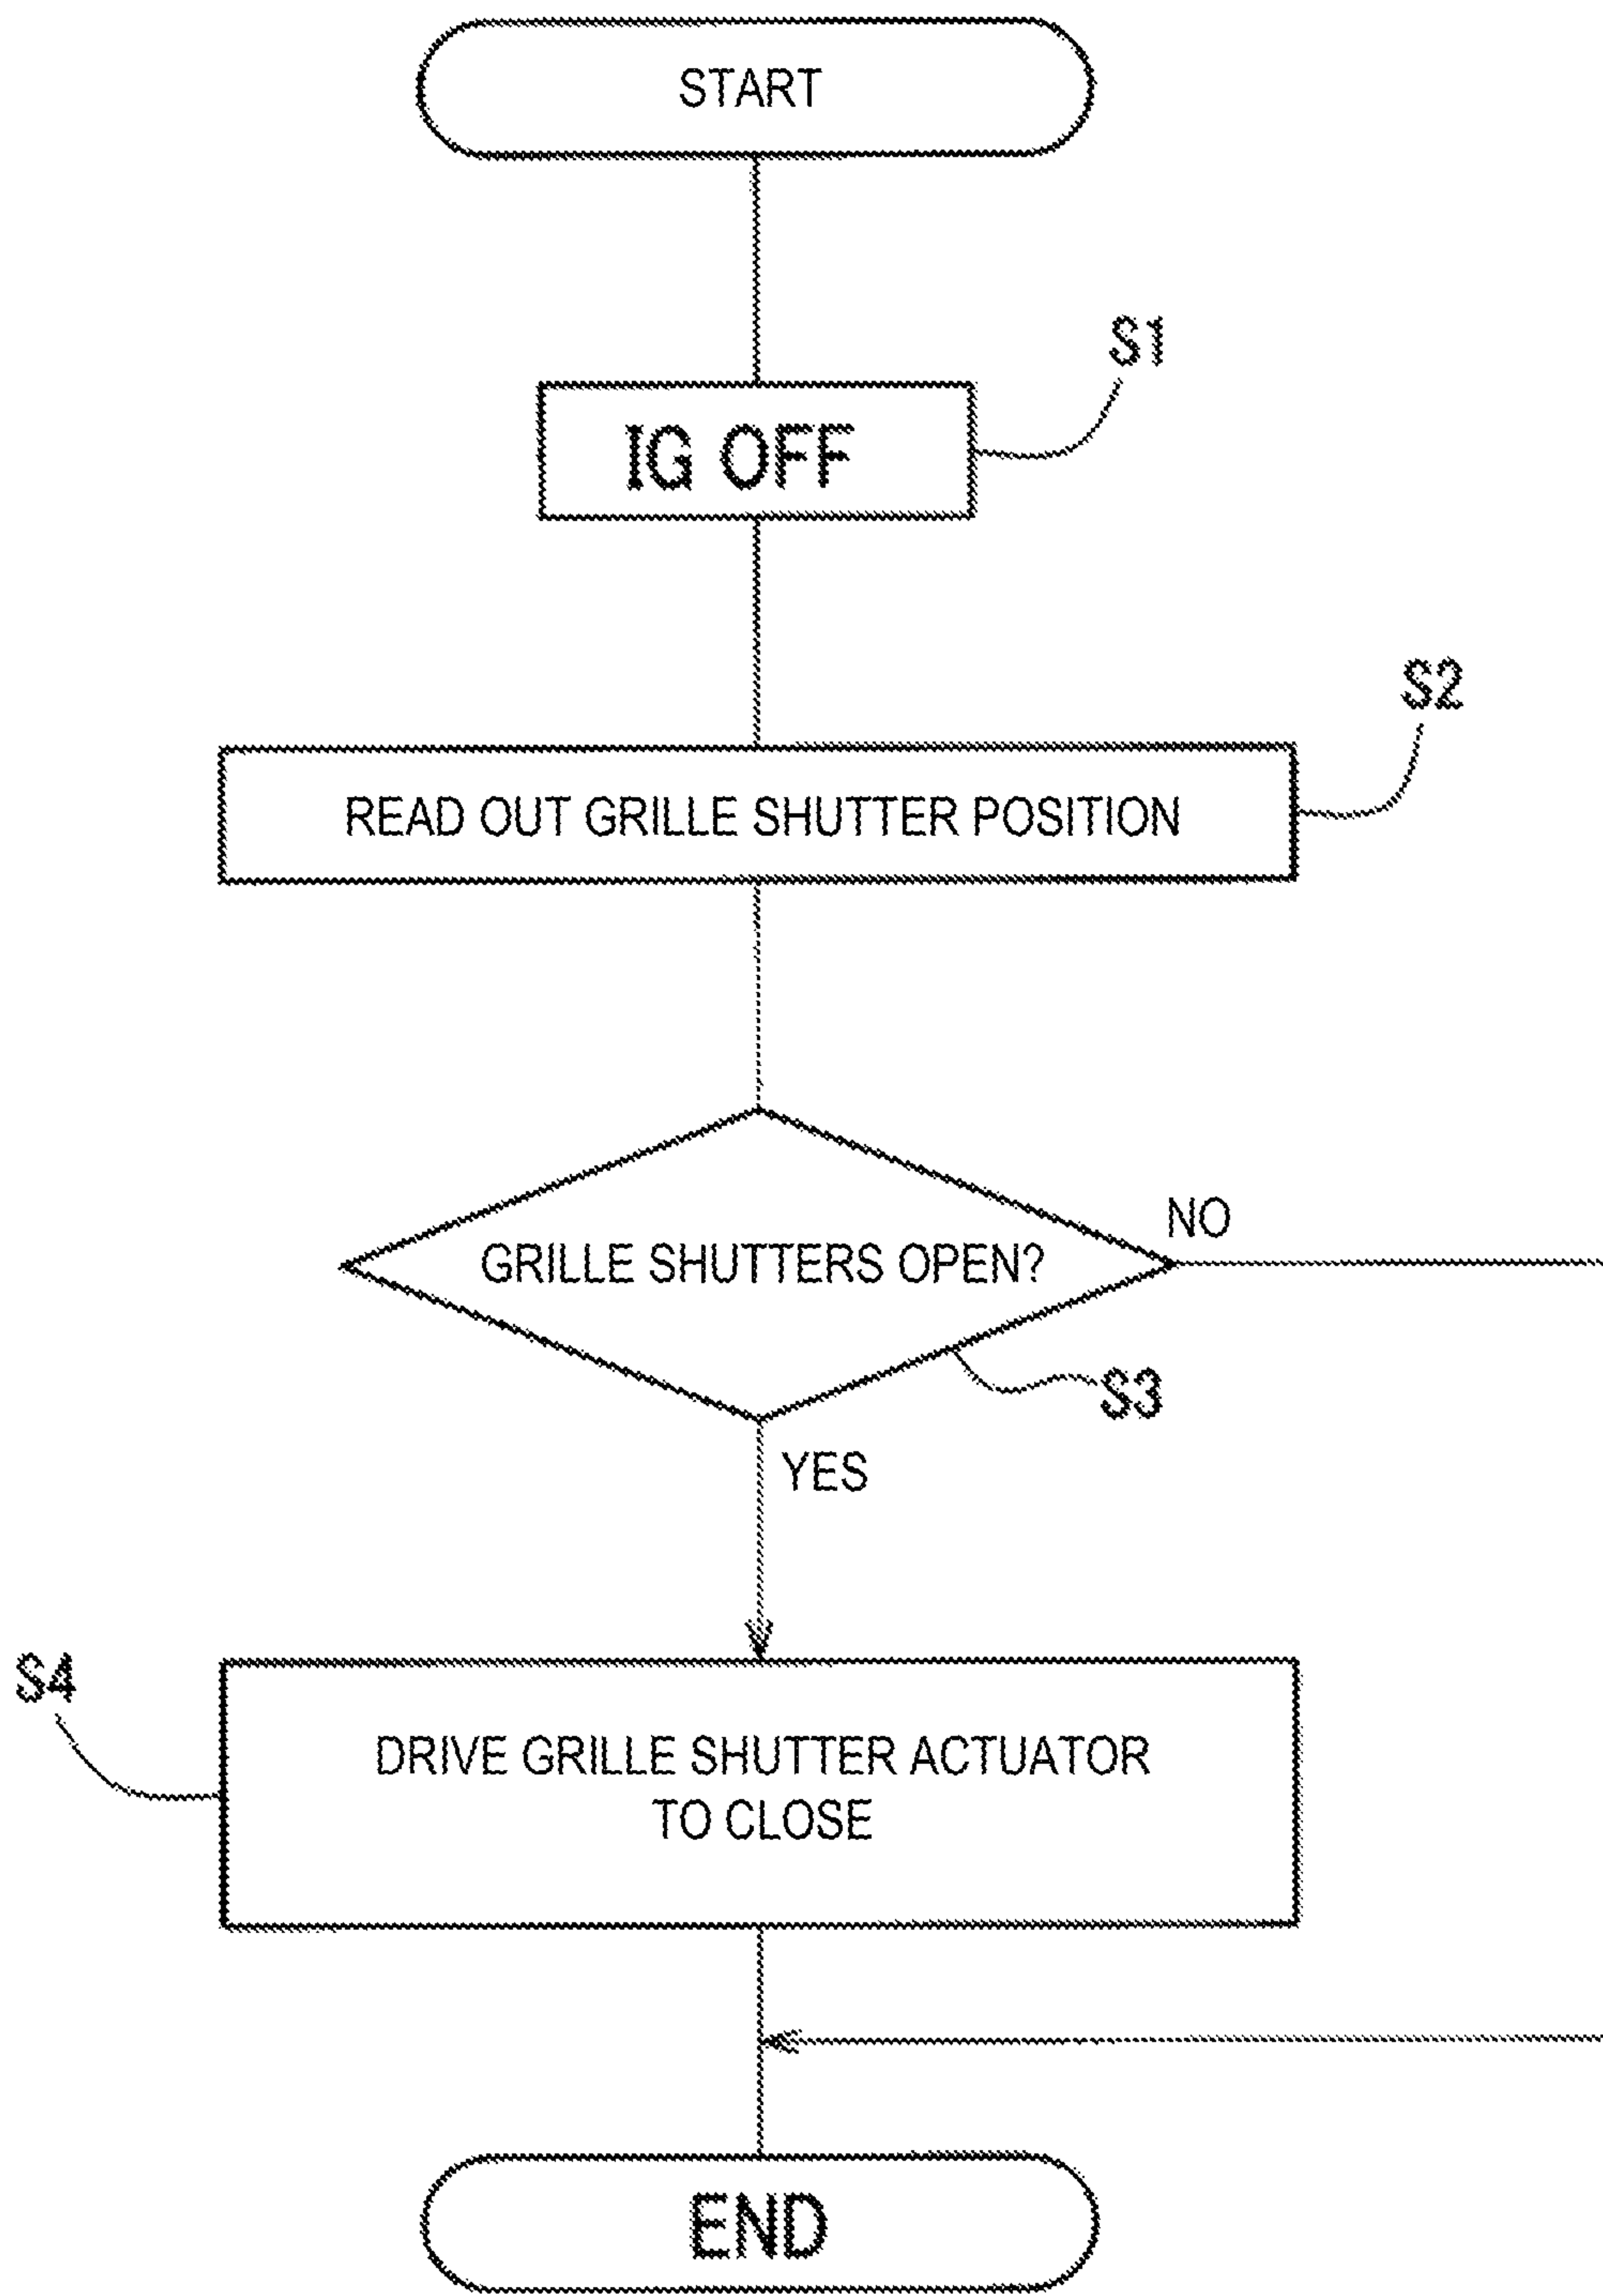 START
S1
IG OFF
S2
READ OUT GRILLE SHUTTER POSITION
NO
GRILLE SHUTTERS OPEN?
S3
YES
S4
DRIVE GRILLE SHUTTER ACTUATOR
TO CLOSE
END